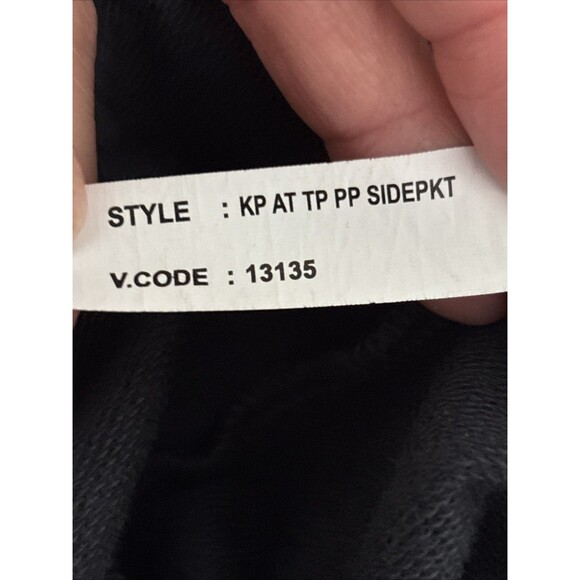 STYLE : KP AT TP PP SIDEPKT
V.CODE : 13135